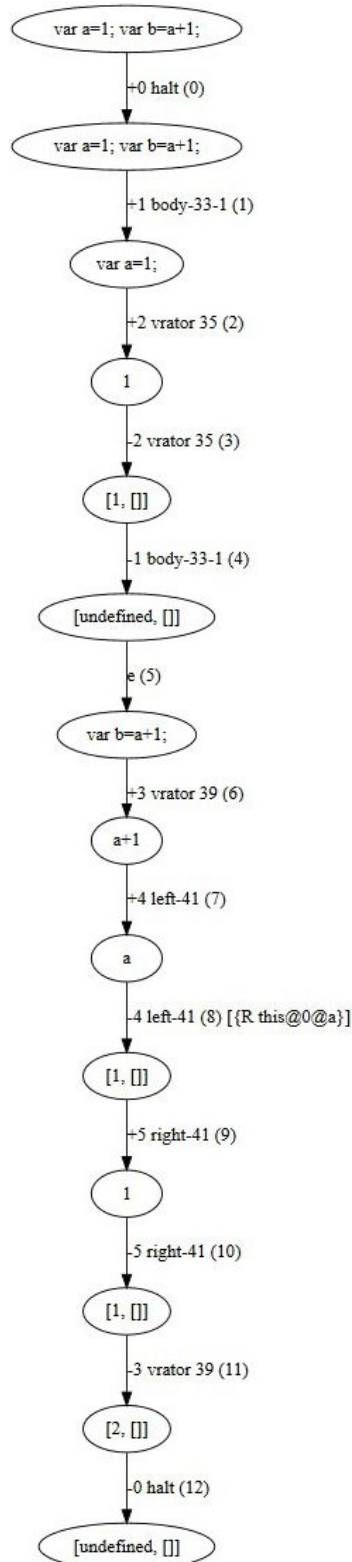 var a=1; var b=a+1;
+0 halt (0)
var a=1; var b=a+1;
+1 body-33-1 (1)
var a=1;
+2 vrator 35 (2)
1
-2 vrator 35 (3)
[1, []]
-1 body-33-1 (4)
[undefined, []]
e (5)
var b=a+1;
+3 vrator 39 (6)
a+1
+4 left-41 (7)
a
-4 left-41 (8) [{R this@0@a}]
[1, []]
+5 right-41 (9)
1
-5 right-41 (10)
[1, []]
-3 vrator 39 (11)
[2, []]
-0 halt (12)
[undefined, []]